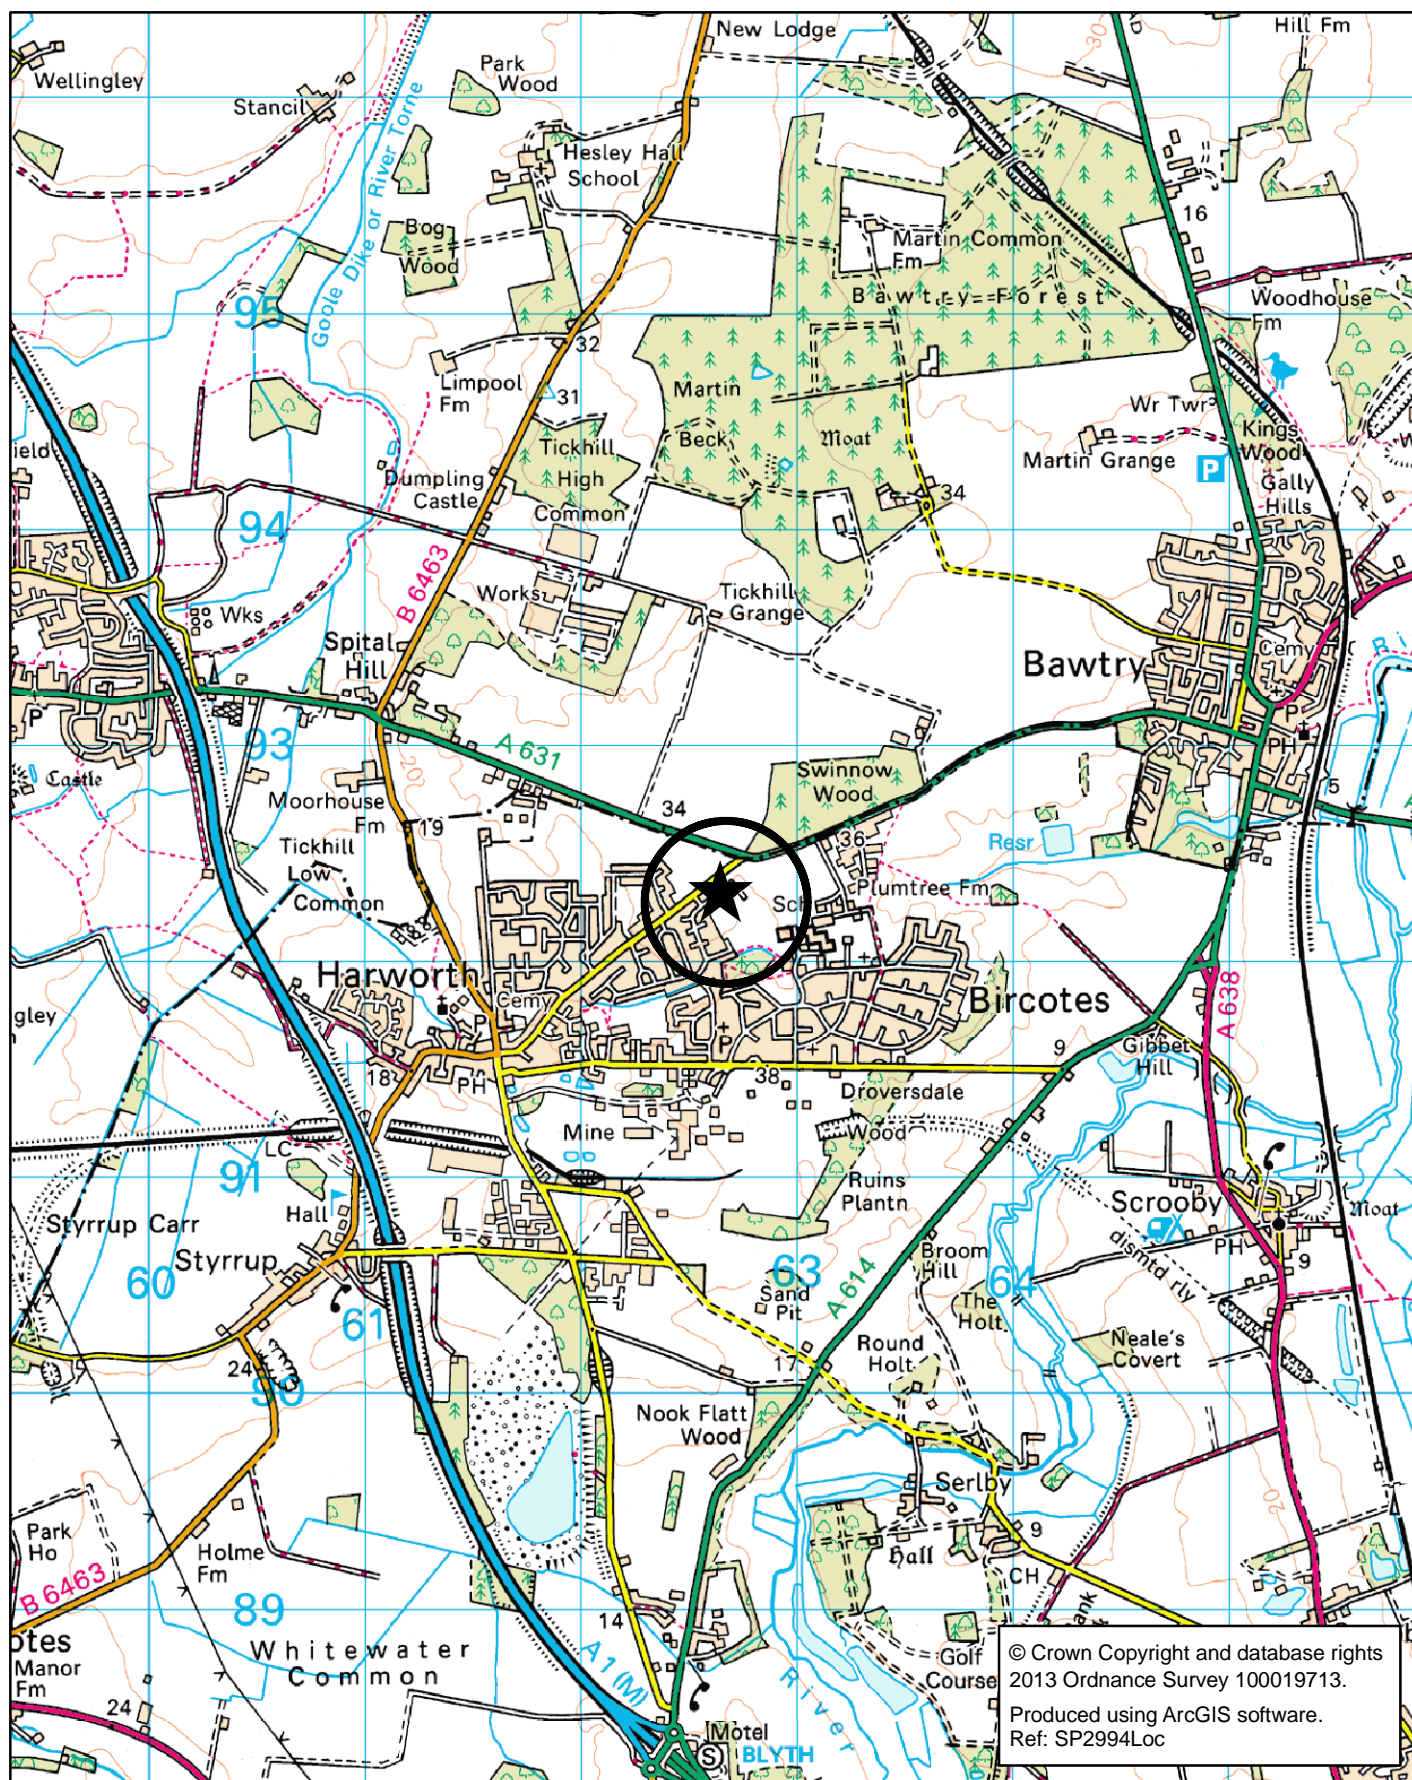 New Lodge
Hill Fm
30
Wellingley
Park
Wood
Stancil
Goole Dike or River Torne
Hesley Hall
School
16
Bog
Wood
Martin Common
Fm
Bawtry Forest
Woodhouse
Fm
95
32
Limpool
Fm
31
Martin
Wr Twr
Tickhill
High
Common
Beck
Moat
Kings
Wood
ield
Dumpling
Castle
Martin Grange
P
Gally
Hills
34
94
B 6463
Works
Tickhill
Grange
Wks
Spital
Hill
Bawtry
Cemy
P
P
93
A 631
20
PH
Castle
Swinnow
Wood
5
Moorhouse
Fm
34
19
36
Resr
Tickhill
Low
Common
Plumtree Fm
Sch
Harworth
Cemy
Bircotes
A 638
gley
P
P
9
Gibbet
Hill
18
PH
38
Droversdale
Wood
Mine
LC
91
Ruins
Plantn
Scrooby
Moat
Styrrup Carr
Hall
PH
dismtd rly
Styrrup
Broom
Hill
9
60
63
64
Sand
Pit
A 614
The
Holt
61
Neale's
Covert
Round
Holt
24
17
90
Nook Flatt
Wood
Serlby
20
Park
Ho
9
Holme
Fm
Hall
CH
B 6463
89
14
otes
Manor
Fm
Whitewater
Common
A 1 (M)
River
Golf
Course
24
Motel
S
BLYTH
© Crown Copyright and database rights
2013 Ordnance Survey 100019713.
Produced using ArcGIS software.
Ref: SP2994Loc